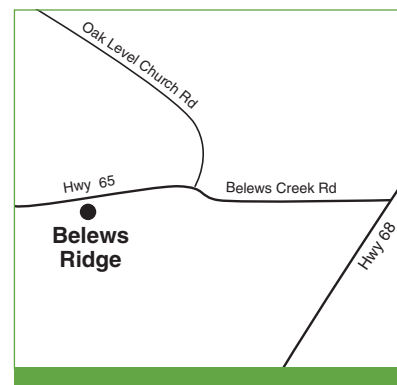 Oak Level Church Rd
Hwy 65
Belews Creek Rd
Belews
Ridge
Hwy 68